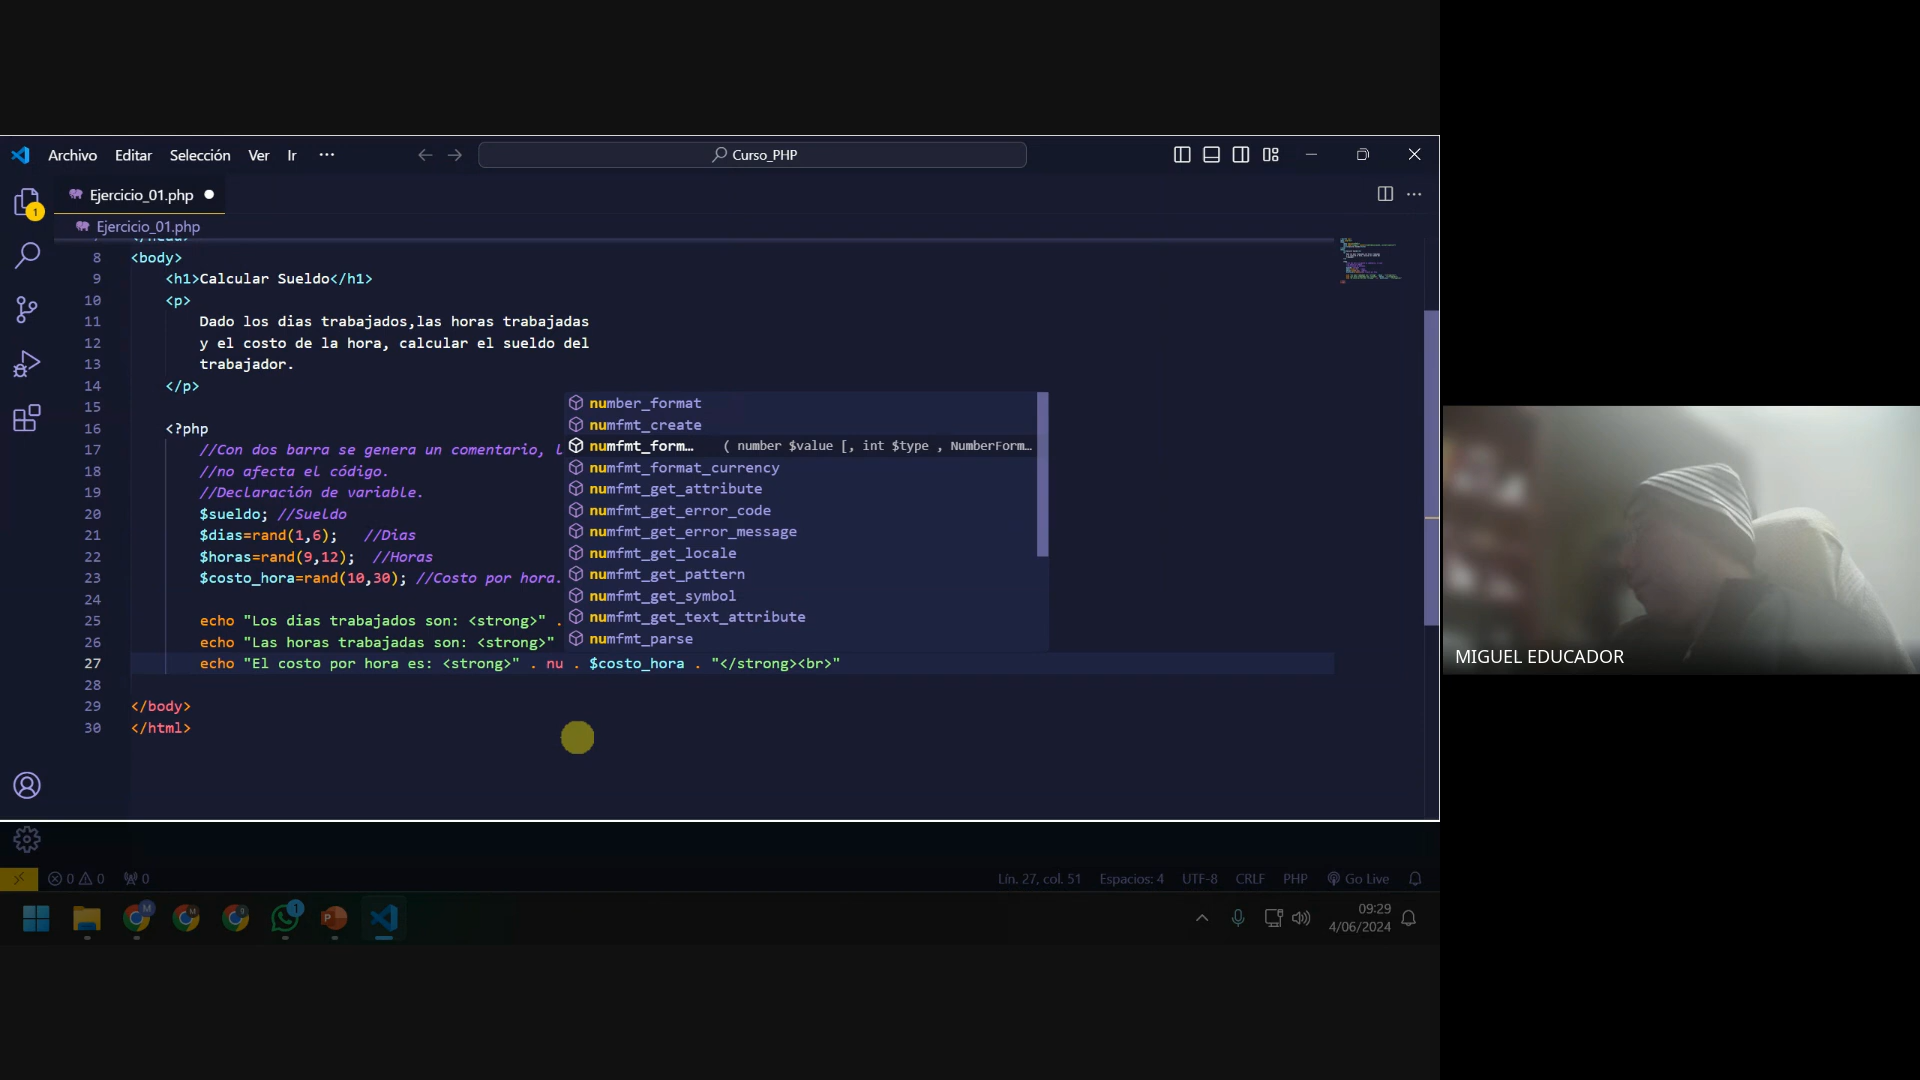 Archivo Editar Selección Ver Ir ··· Curso_PHP
Ejercicio_01.php
1
Ejercicio_01.php
8 <body>
9 <h1>Calcular Sueldo</h1>
10 <p>
11 Dado los dias trabajados,las horas trabajadas
12 y el costo de la hora, calcular el sueldo del
13 trabajador.
14 </p>
15
16 <?php
17 //Con dos barra se genera un comentario,
18 //no afecta el código.
19 //Declaración de variable.
20 $sueldo; //Sueldo
21 $dias=rand(1,6); //Dias
22 $horas=rand(9,12); //Horas
23 $costo_hora=rand(10,30); //Costo por hora.
24
25 echo "Los dias trabajados son: <strong>" .
26 echo "Las horas trabajadas son: <strong>"
27 echo "El costo por hora es: <strong>" . nu . $costo_hora . "</strong><br>"
28
29 </body>
30 </html>
number_format
numfmt_create
numfmt_form… ( number $value [, int $type , NumberForm…
numfmt_format_currency
numfmt_get_attribute
numfmt_get_error_code
numfmt_get_error_message
numfmt_get_locale
numfmt_get_pattern
numfmt_get_symbol
numfmt_get_text_attribute
numfmt_parse
MIGUEL EDUCADOR
0 0 0 Lín. 27, col. 51 Espacios: 4 UTF-8 CRLF PHP Go Live
M M 9 1 P
09:29
4/06/2024